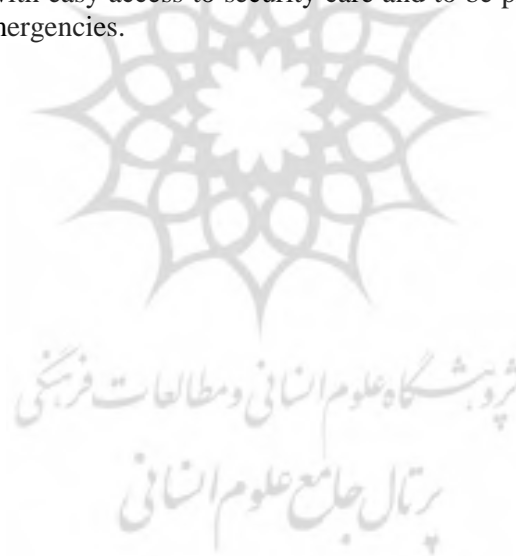 with easy access to security care and to be p
mergencies.
پژوهشگاه علوم انسانی و مطالعات فرهنگی
پرتال جامع علوم انسانی